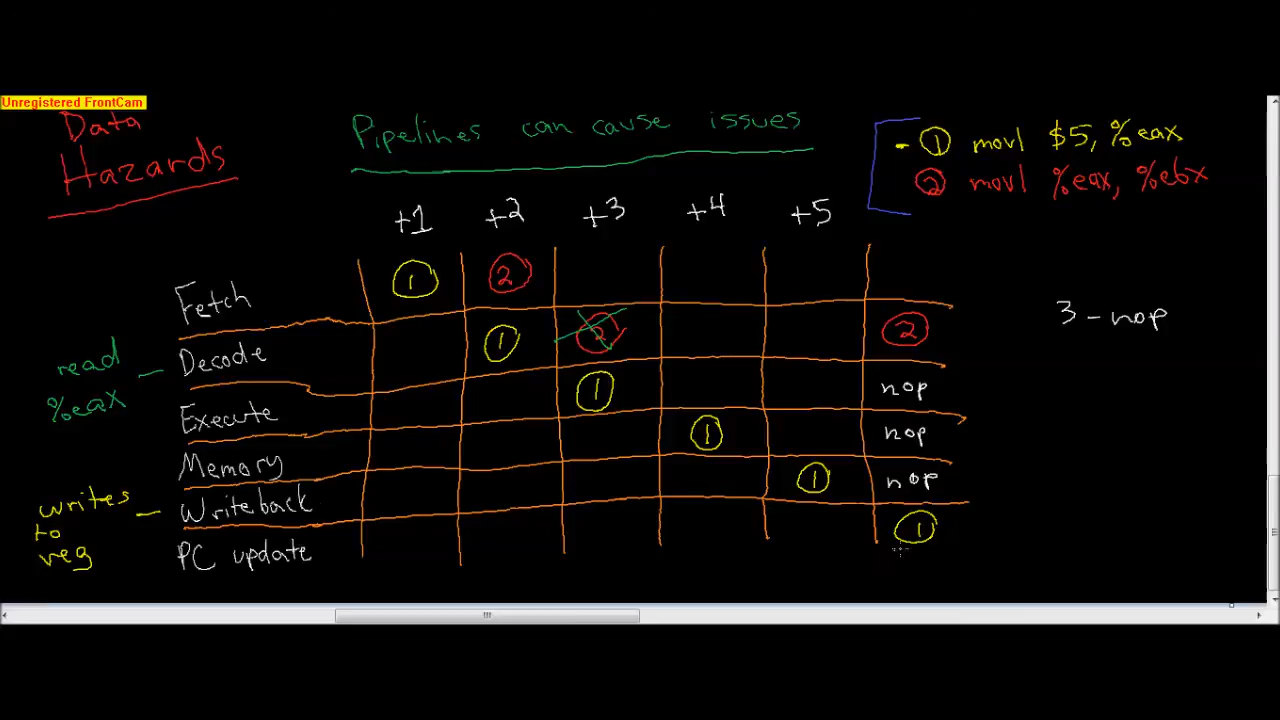 Unregistered FrontCam
Data
Hazards
Pipelines can cause issues
- 1 movl $5, %eax
2 movl %eax, %ebx
+1 +2 +3 +4 +5
Fetch 1 2
read
%eax
- Decode 1 2 2
Execute 1 nop
Memory 1 nop
writes
to
reg
- Writeback 1 nop
PC update 1
3 - nop